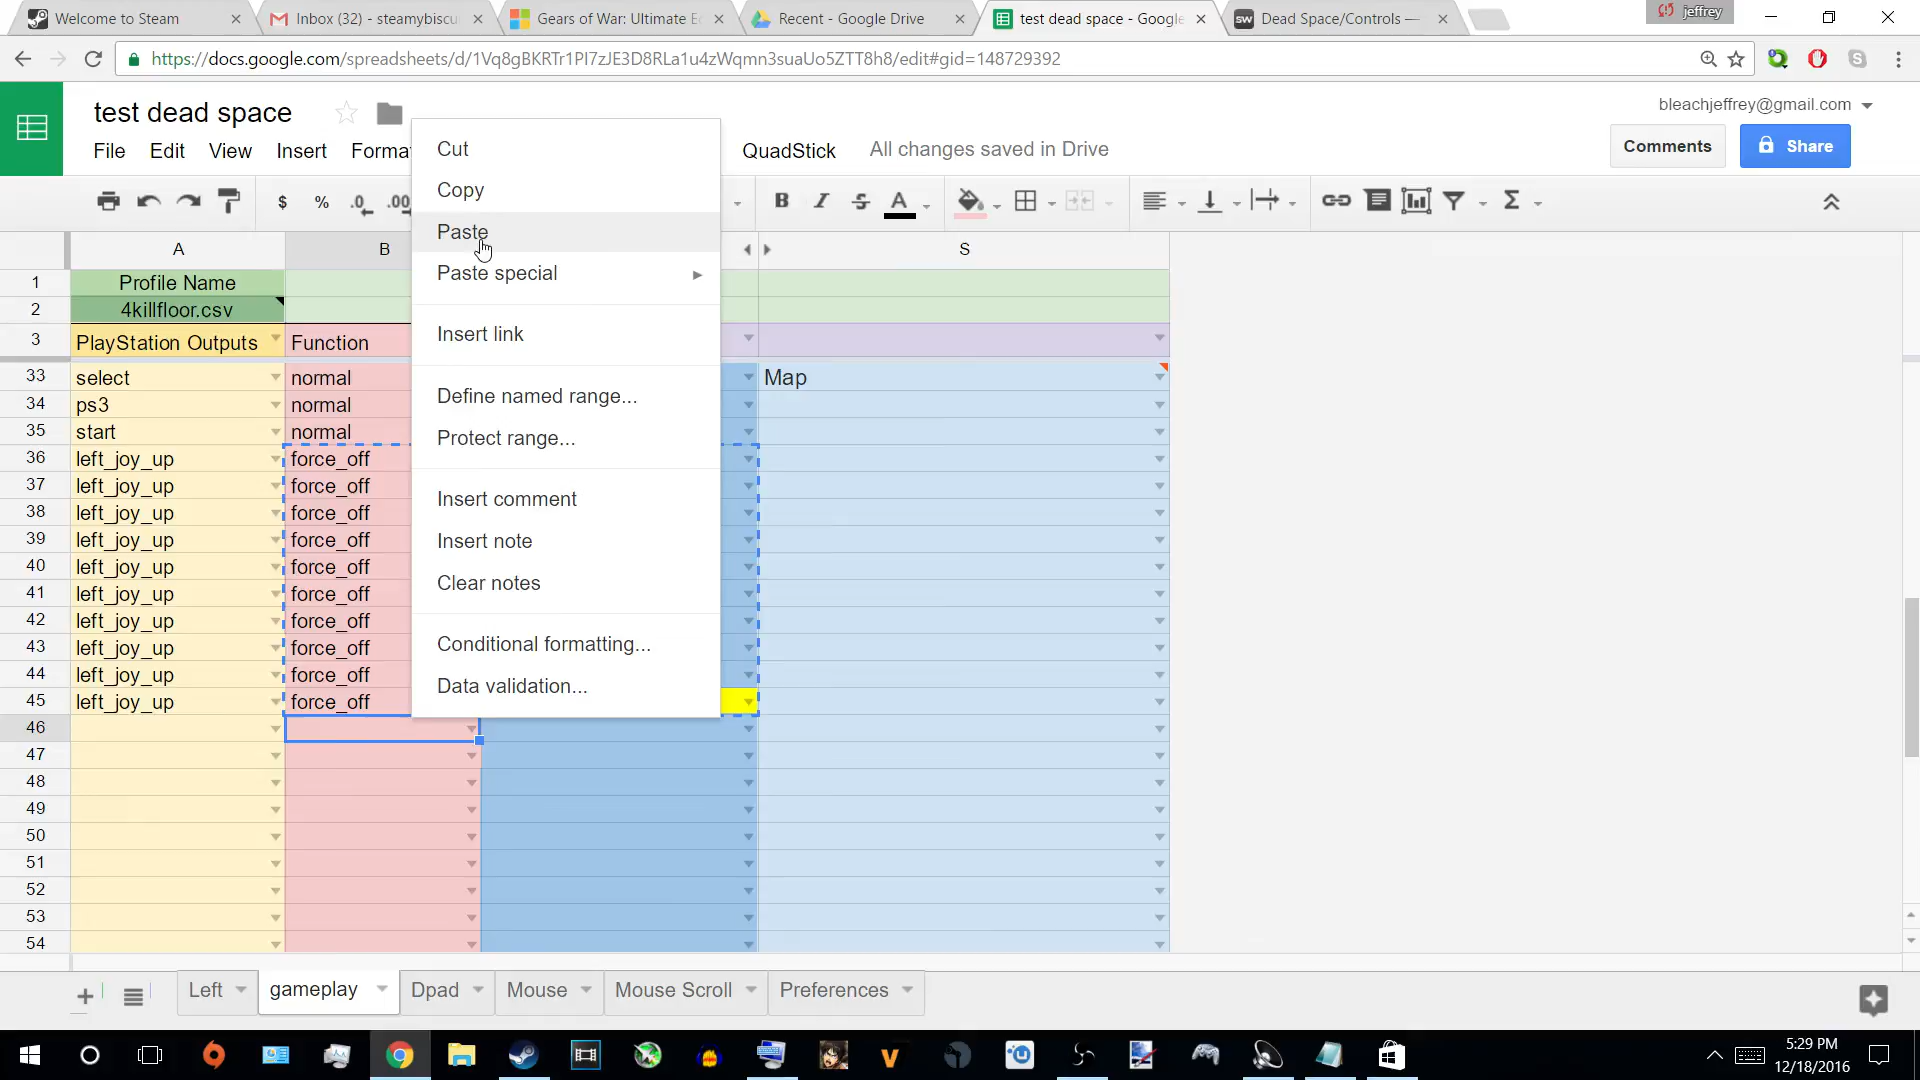 Welcome to Steam
Inbox (32) - steamybiscu
Gears of War: Ultimate E
Recent - Google Drive
test dead space - Google
Dead Space/Controls —
jeffrey
https://docs.google.com/spreadsheets/d/1Vq8gBKRTr1PI7zJE3D8RLa1u4zWqmn3suaUo5ZTT8h8/edit#gid=148729392
test dead space
bleachjeffrey@gmail.com
File Edit View Insert Forma QuadStick All changes saved in Drive
Comments
Share
$ % .0 .00 B I S A Σ
Cut
Copy
Paste
Paste special
Insert link
Define named range...
Protect range...
Insert comment
Insert note
Clear notes
Conditional formatting...
Data validation...
A B S
1 Profile Name
2 4killfloor.csv
3 PlayStation Outputs Function
33 select normal Map
34 ps3 normal
35 start normal
36 left_joy_up force_off
37 left_joy_up force_off
38 left_joy_up force_off
39 left_joy_up force_off
40 left_joy_up force_off
41 left_joy_up force_off
42 left_joy_up force_off
43 left_joy_up force_off
44 left_joy_up force_off
45 left_joy_up force_off
46
47
48
49
50
51
52
53
54
Left gameplay Dpad Mouse Mouse Scroll Preferences
5:29 PM
12/18/2016